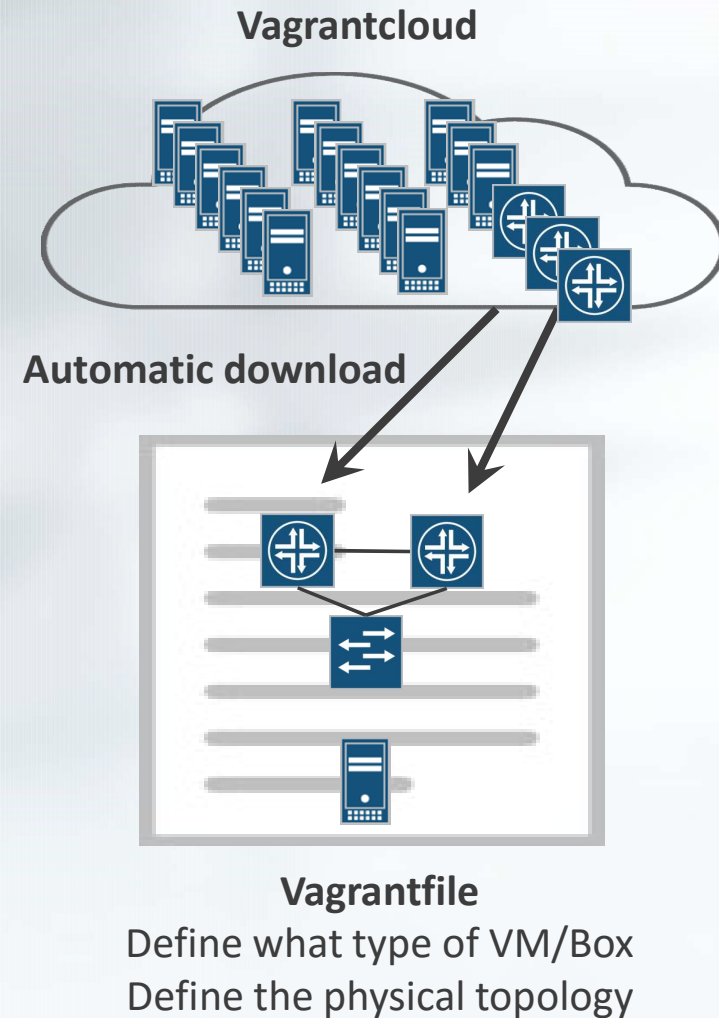 Vagrantcloud
Automatic download
Vagrantfile
Define what type of VM/Box
Define the physical topology